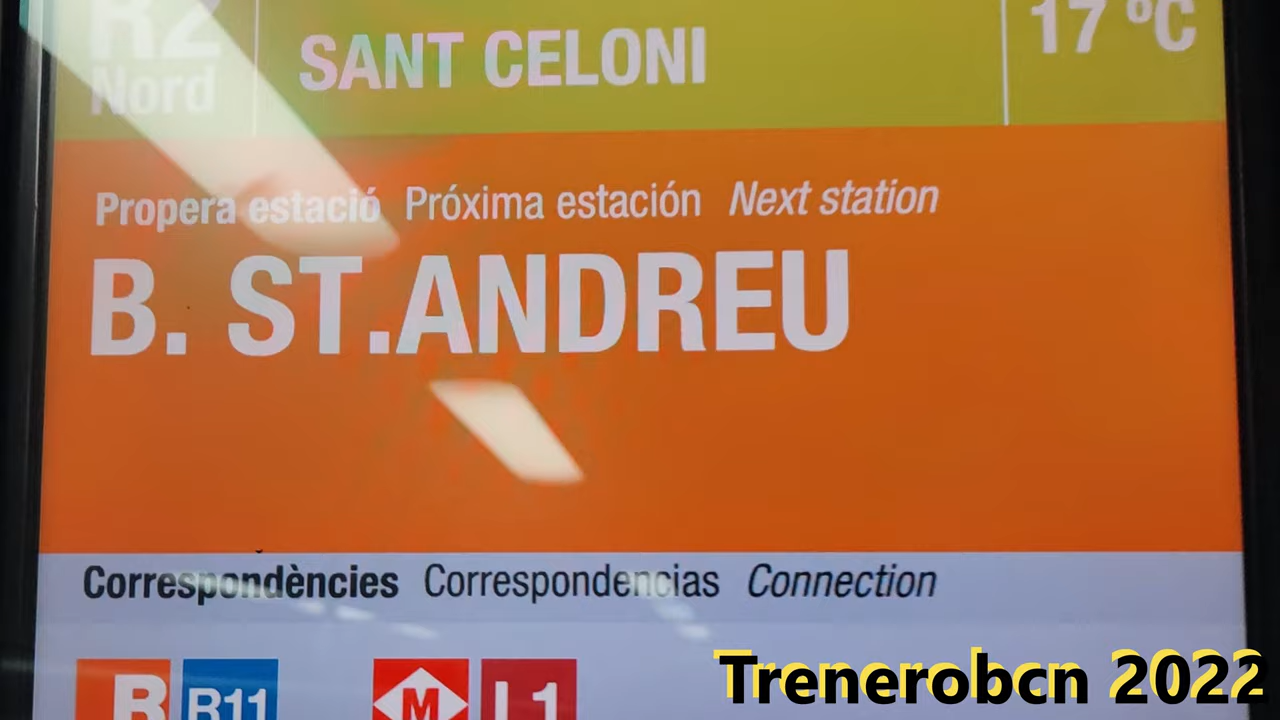 R2
Nord
SANT CELONI
17 ºC
Propera estació Próxima estación Next station
B. ST.ANDREU
Correspondències Correspondencias Connection
R R11 M L1
Trenerobcn 2022